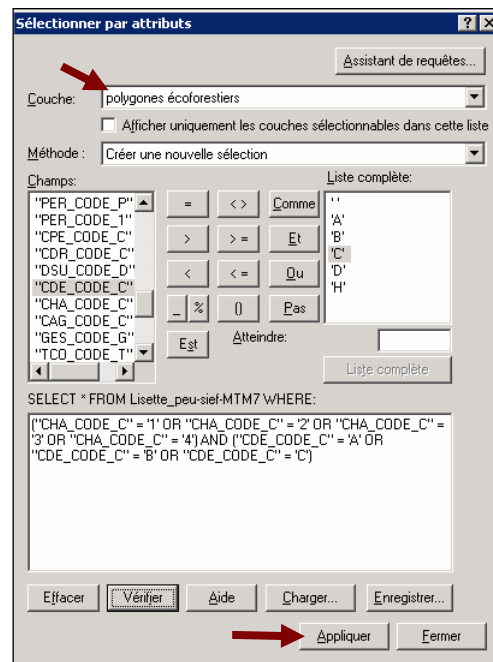 Sélectionner par attributs
Assistant de requêtes...
Couche: polygones écoforestiers
Afficher uniquement les couches sélectionnables dans cette liste
Méthode : Créer une nouvelle sélection
Champs:
Liste complète:
"PER_CODE_P"
"PER_CODE_1"
"CPE_CODE_C"
"CDR_CODE_C"
"DSU_CODE_D"
"CDE_CODE_C"
"CHA_CODE_C"
"CAG_CODE_C"
"GES_CODE_G"
"TCO_CODE_T"
= < > Comme
> > = Et
< < = Ou
_ % () Pas
Est
' '
'A'
'B'
'C'
'D'
'H'
Atteindre:
Liste complète
SELECT * FROM Lisette_peu-sief-MTM7 WHERE:
("CHA_CODE_C" = '1' OR "CHA_CODE_C" = '2' OR "CHA_CODE_C" =
'3' OR "CHA_CODE_C" = '4') AND ("CDE_CODE_C" = 'A' OR
"CDE_CODE_C" = 'B' OR "CDE_CODE_C" = 'C')
Effacer Vérifier Aide Charger... Enregistrer...
Appliquer Fermer